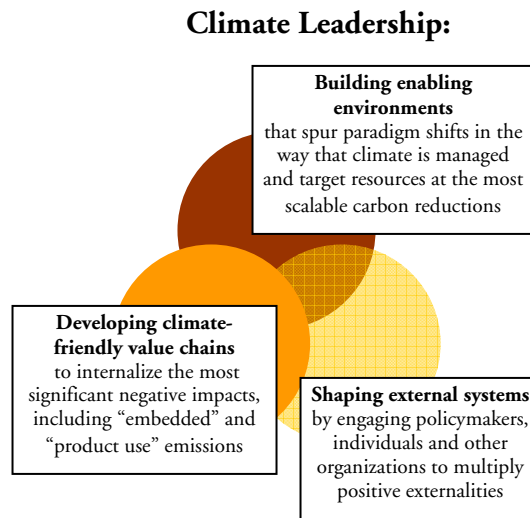 Climate Leadership:
Building enabling
environments
that spur paradigm shifts in the
way that climate is managed
and target resources at the most
scalable carbon reductions
Developing climate-
friendly value chains
to internalize the most
significant negative impacts,
including “embedded” and
“product use” emissions
Shaping external systems
by engaging policymakers,
individuals and other
organizations to multiply
positive externalities